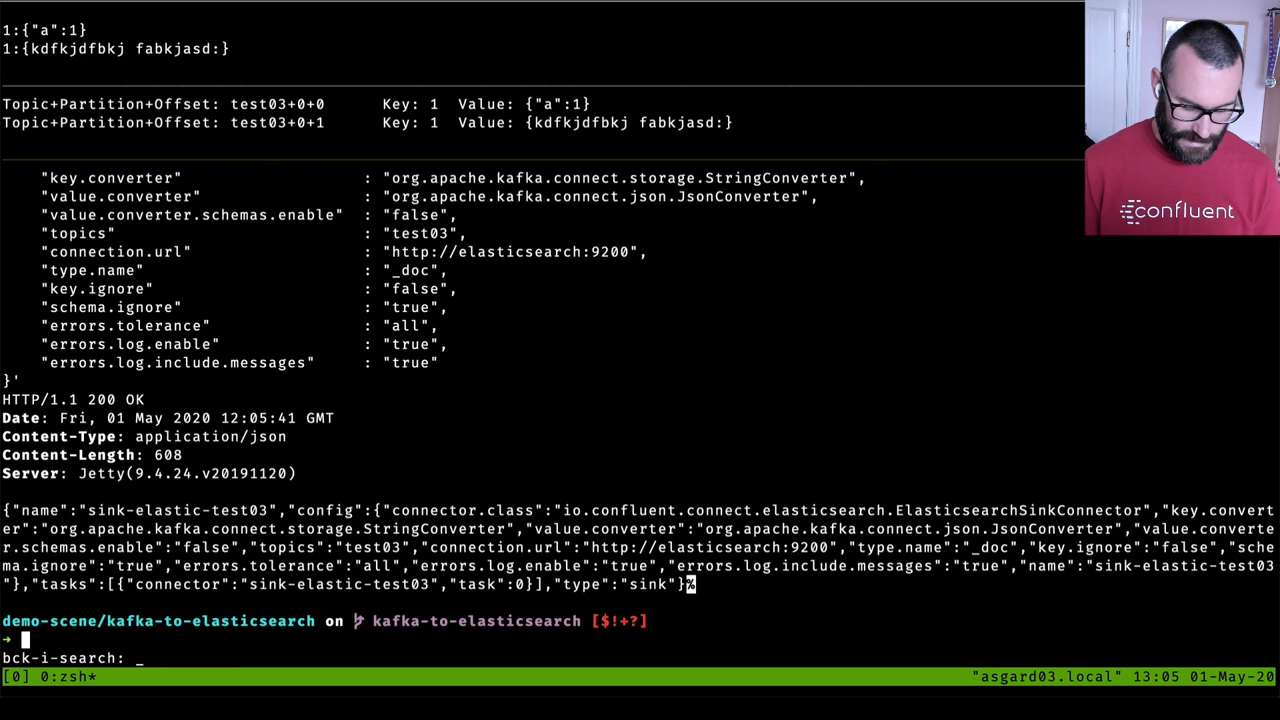 1:{"a":1}
1:{kdfkjdfbkj fabkjasd:}
Topic+Partition+Offset: test03+0+0      Key: 1  Value: {"a":1}
Topic+Partition+Offset: test03+0+1      Key: 1  Value: {kdfkjdfbkj fabkjasd:}
"key.converter"                  : "org.apache.kafka.connect.storage.StringConverter",
"value.converter"                : "org.apache.kafka.connect.json.JsonConverter",
"value.converter.schemas.enable" : "false",
"topics"                         : "test03",
"connection.url"                 : "http://elasticsearch:9200",
"type.name"                      : "_doc",
"key.ignore"                     : "false",
"schema.ignore"                  : "true",
"errors.tolerance"               : "all",
"errors.log.enable"              : "true",
"errors.log.include.messages"    : "true"
}'
HTTP/1.1 200 OK
Date: Fri, 01 May 2020 12:05:41 GMT
Content-Type: application/json
Content-Length: 608
Server: Jetty(9.4.24.v20191120)
{"name":"sink-elastic-test03","config":{"connector.class":"io.confluent.connect.elasticsearch.ElasticsearchSinkConnector","key.convert
er":"org.apache.kafka.connect.storage.StringConverter","value.converter":"org.apache.kafka.connect.json.JsonConverter","value.converte
r.schemas.enable":"false","topics":"test03","connection.url":"http://elasticsearch:9200","type.name":"_doc","key.ignore":"false","sche
ma.ignore":"true","errors.tolerance":"all","errors.log.enable":"true","errors.log.include.messages":"true","name":"sink-elastic-test03
"},"tasks":[{"connector":"sink-elastic-test03","task":0}],"type":"sink"}%
demo-scene/kafka-to-elasticsearch on kafka-to-elasticsearch [$!+?]
→
bck-i-search: _
[0] 0:zsh* "asgard03.local" 13:05 01-May-20
confluent